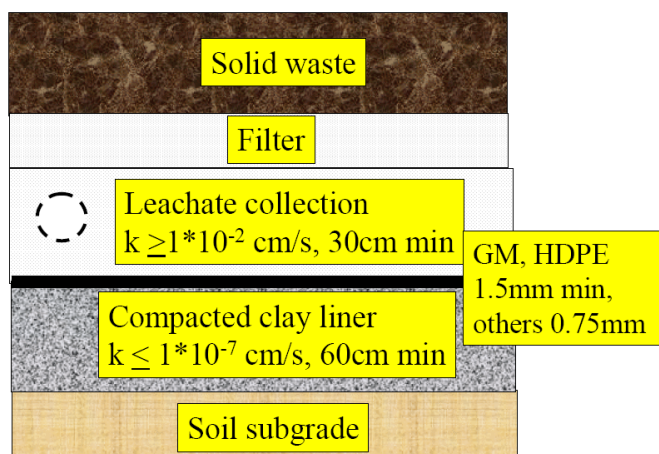 Solid waste
Filter
Leachate collection
k ≥1*10⁻² cm/s, 30cm min
GM, HDPE
1.5mm min,
others 0.75mm
Compacted clay liner
k ≤ 1*10⁻⁷ cm/s, 60cm min
Soil subgrade